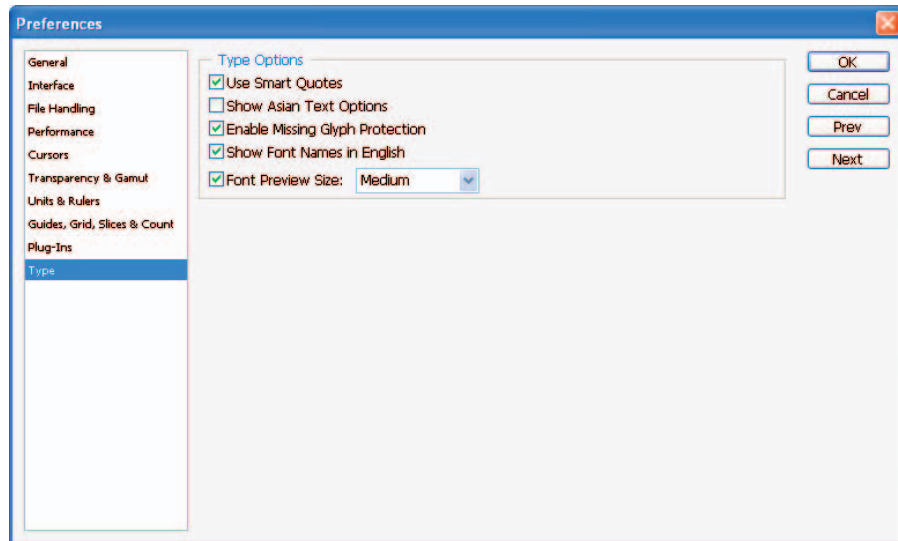 Preferences
General
Interface
File Handling
Performance
Cursors
Transparency & Gamut
Units & Rulers
Guides, Grid, Slices & Count
Plug-Ins
Type
Type Options
Use Smart Quotes
Show Asian Text Options
Enable Missing Glyph Protection
Show Font Names in English
Font Preview Size: Medium
OK
Cancel
Prev
Next